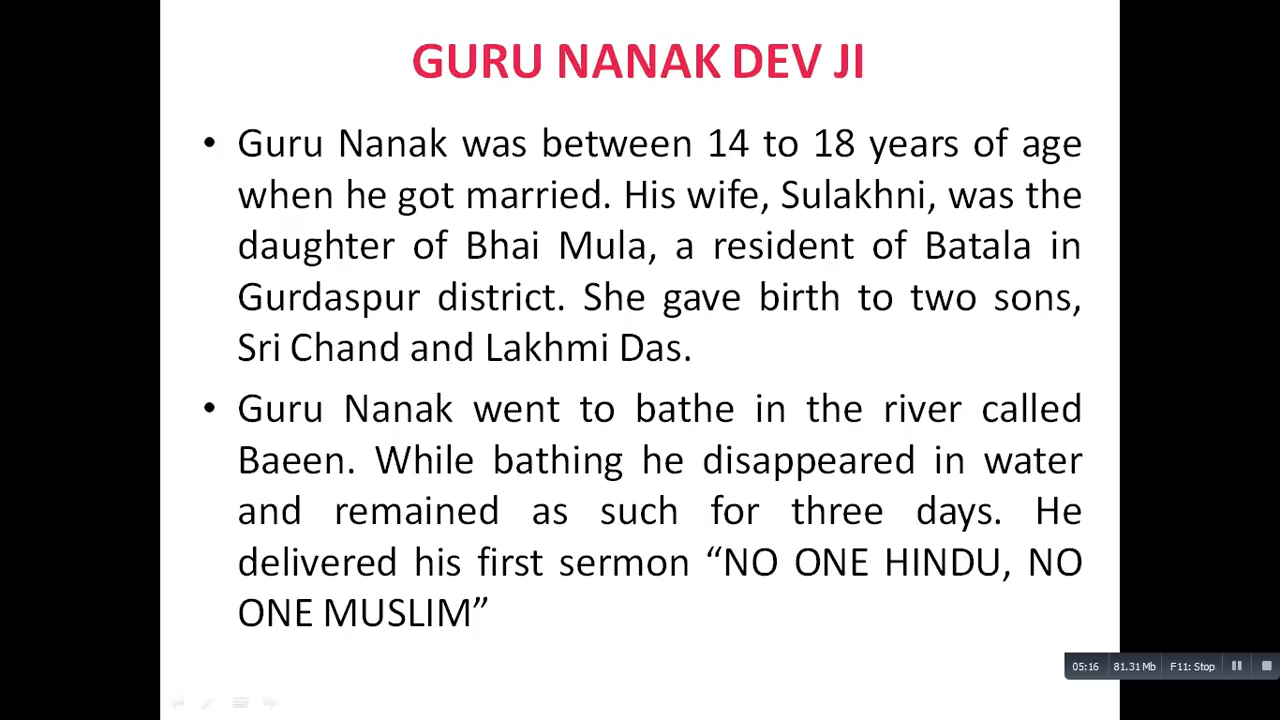 GURU NANAK DEV JI
• Guru Nanak was between 14 to 18 years of age
when he got married. His wife, Sulakhni, was the
daughter of Bhai Mula, a resident of Batala in
Gurdaspur district. She gave birth to two sons,
Sri Chand and Lakhmi Das.
• Guru Nanak went to bathe in the river called
Baeen. While bathing he disappeared in water
and remained as such for three days. He
delivered his first sermon “NO ONE HINDU, NO
ONE MUSLIM”
05:16 81.31 Mb F11: Stop